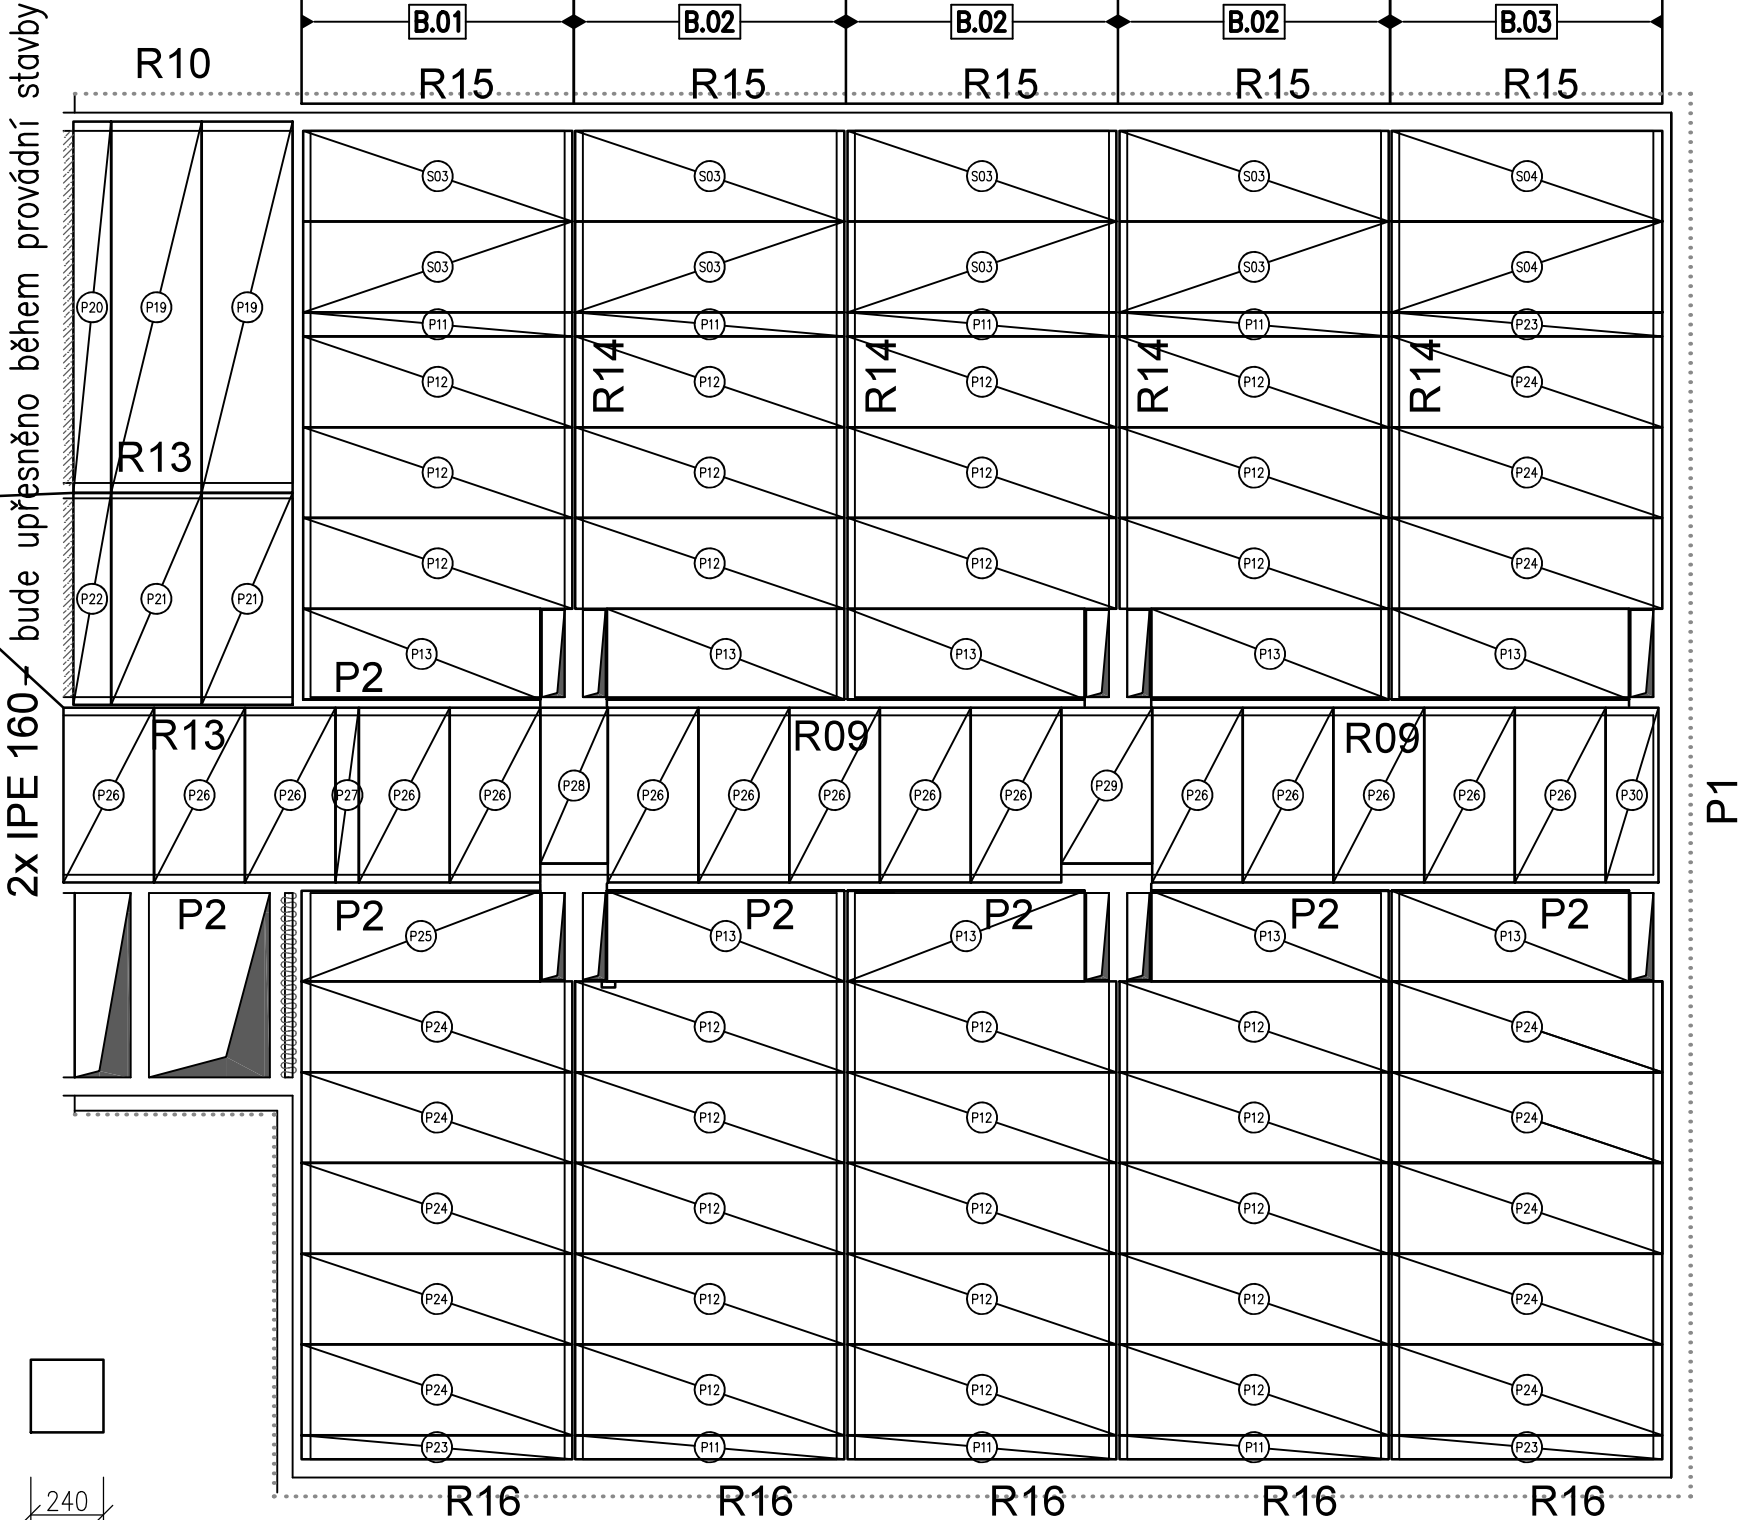 B.01 B.02 B.02 B.02 B.03
R10 R15 R15 R15 R15 R15
S03 S03 S03 S03 S04
S03 S03 S03 S03 S04
P20 P19 P19
P11 P11 P11 P11 P23
P12 P12 P12 P12 P24
R14 R14 R14 R14
R13
P12 P12 P12 P12 P24
P12 P12 P12 P12 P24
P22 P21 P21
P13 P13 P13 P13 P13
P2
R13 R09 R09
P26 P26 P26 P27 P26 P26 P28 P26 P26 P26 P26 P26 P29 P26 P26 P26 P26 P26 P30
P1
2x IPE 160 - bude upřesněno během provádní stavby
P2 P2 P2 P2 P2 P2
P25 P13 P13 P13 P13
P24 P12 P12 P12 P24
P24 P12 P12 P12 P24
P24 P12 P12 P12 P24
P24 P12 P12 P12 P24
P24 P12 P12 P12 P24
P23 P11 P11 P11 P23
240
R16 R16 R16 R16 R16